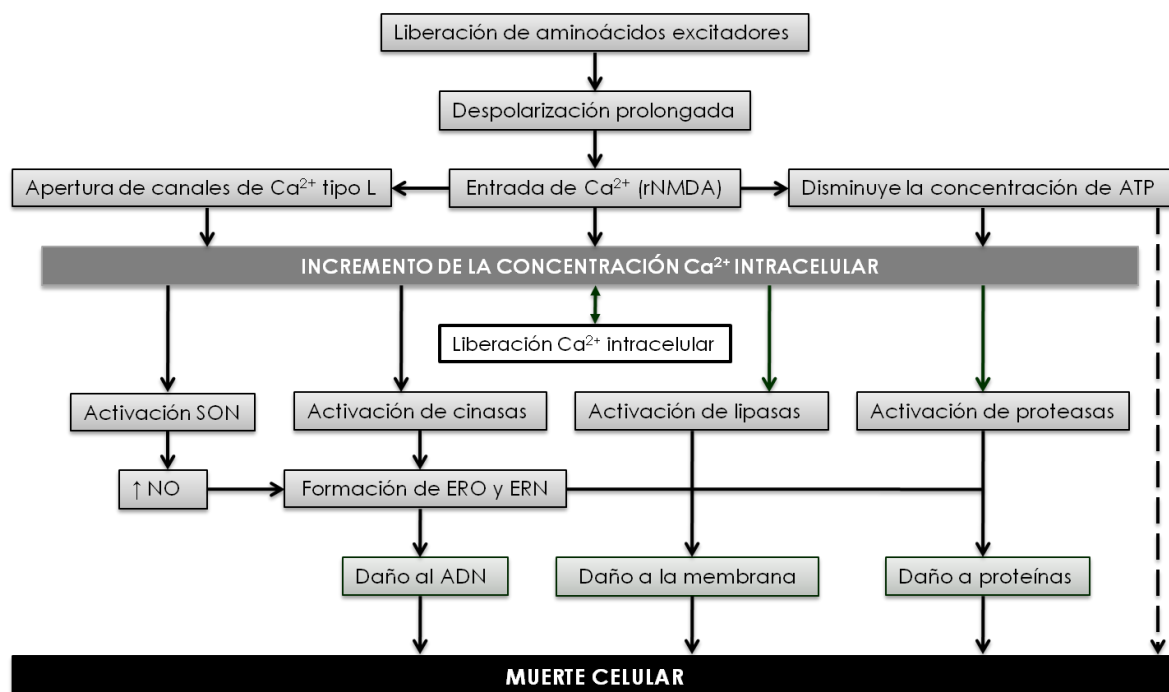 Liberación de aminoácidos excitadores
Despolarización prolongada
Apertura de canales de Ca²⁺ tipo L
Entrada de Ca²⁺ (rNMDA)
Disminuye la concentración de ATP
INCREMENTO DE LA CONCENTRACIÓN Ca²⁺ INTRACELULAR
Liberación Ca²⁺ intracelular
Activación SON
Activación de cinasas
Activación de lipasas
Activación de proteasas
↑ NO
Formación de ERO y ERN
Daño al ADN
Daño a la membrana
Daño a proteínas
MUERTE CELULAR